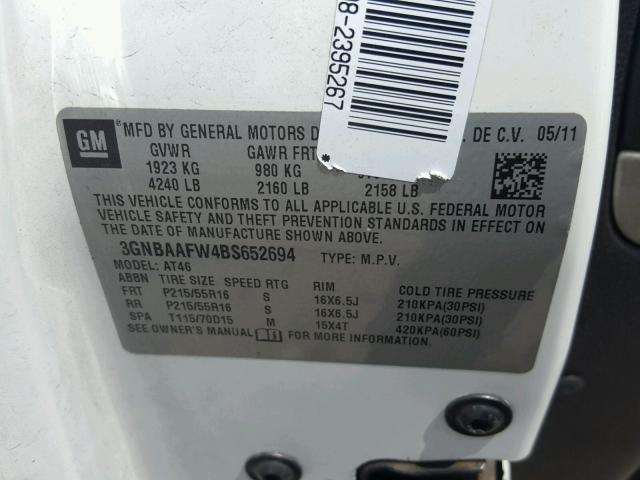 8-2395267
GM
MFD BY GENERAL MOTORS D DE C.V. 05/11
GVWR GAWR FRT
1923 KG 980 KG
4240 LB 2160 LB 2158 LB
THIS VEHICLE CONFORMS TO ALL APPLICABLE U.S. FEDERAL MOTOR
VEHICLE SAFETY AND THEFT PREVENTION STANDARDS IN EFFECT ON
THE DATE OF MANUFACTURE SHOWN ABOVE.
3GNBAAFW4BS652694 TYPE: M.P.V.
MODEL: AT46
ABBN TIRE SIZE SPEED RTG RIM COLD TIRE PRESSURE
FRT P215/55R16 S 16X6.5J 210KPA(30PSI)
RR P215/55R16 S 16X6.5J 210KPA(30PSI)
SPA T115/70D15 M 15X4T 420KPA(60PSI)
SEE OWNER'S MANUAL FOR MORE INFORMATION.